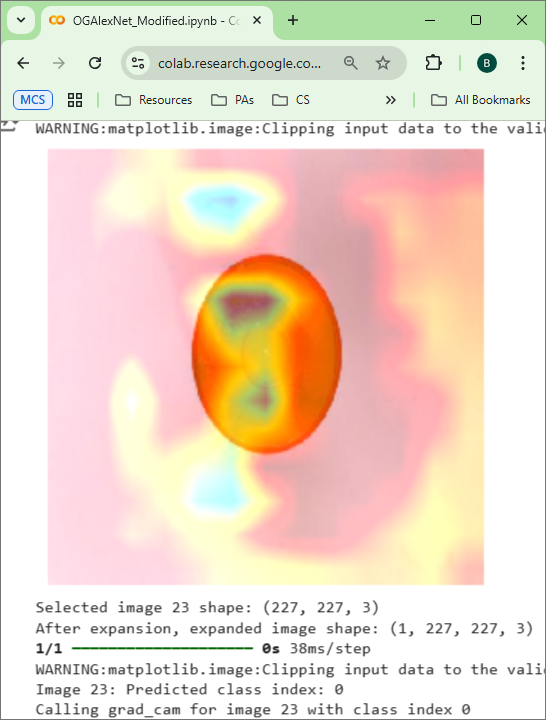 OGAlexNet_Modified.ipynb - Co
colab.research.google.co...
B
MCS
Resources
PAs
CS
All Bookmarks
WARNING:matplotlib.image:Clipping input data to the valid
Selected image 23 shape: (227, 227, 3)
After expansion, expanded image shape: (1, 227, 227, 3)
1/1 ━━━━━━━━━━━━━━━━━━━━ 0s 38ms/step
WARNING:matplotlib.image:Clipping input data to the valid
Image 23: Predicted class index: 0
Calling grad_cam for image 23 with class index 0